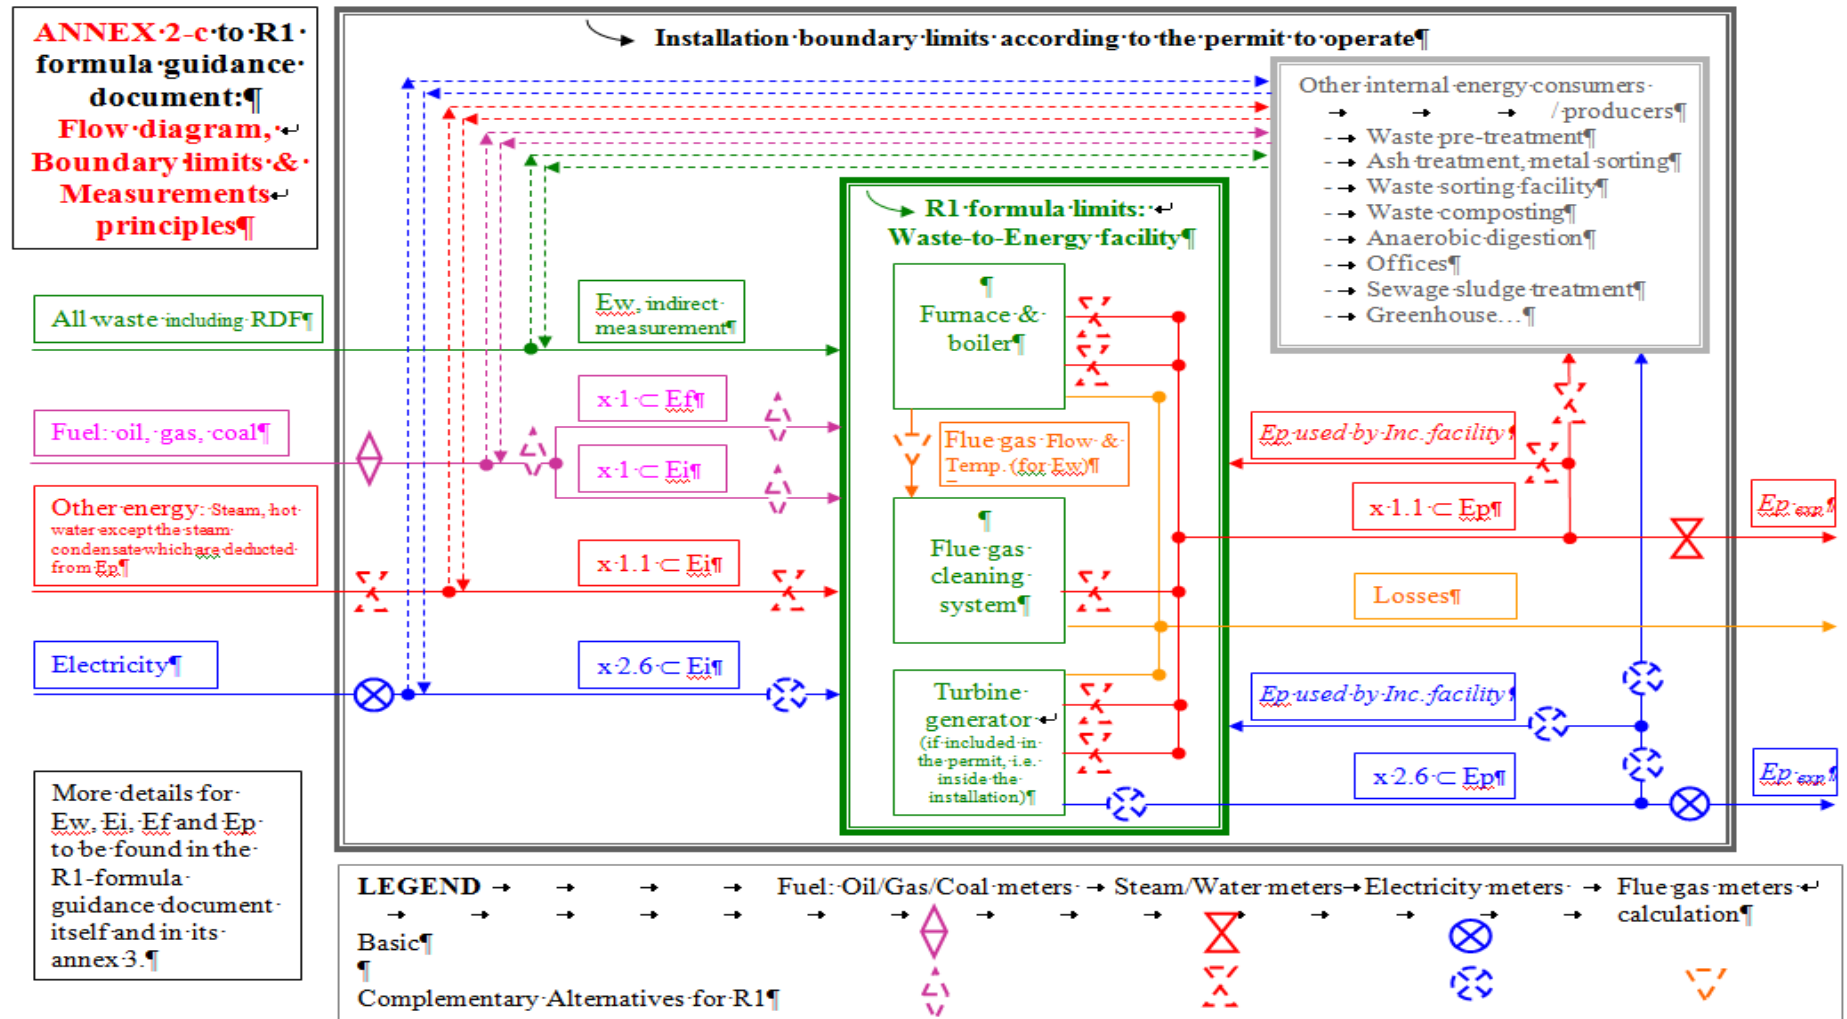 ANNEX 2-c to R1
formula guidance
document:¶
Flow diagram,
Boundary limits &
Measurements
principles¶
Installation boundary limits according to the permit to operate¶
Other internal energy consumers
/ producers¶
- Waste pre-treatment¶
- Ash treatment, metal sorting¶
- Waste sorting facility¶
- Waste composting¶
- Anaerobic digestion¶
- Offices¶
- Sewage sludge treatment¶
- Greenhouse…¶
R1 formula limits:
Waste-to-Energy facility¶
All waste including RDF¶
Ew, indirect
measurement¶
¶
Furnace &
boiler¶
Fuel: oil, gas, coal¶
x 1 ⊂ Ef¶
x 1 ⊂ Ei¶
Flue gas Flow &
Temp. (for Ew)¶
Ep used by Inc. facility¶
Other energy: Steam, hot
water except the steam
condensate which are deducted
from Ep¶
x 1.1 ⊂ Ei¶
¶
Flue gas
cleaning
system¶
x 1.1 ⊂ Ep¶
Ep exp¶
Losses¶
Electricity¶
x 2.6 ⊂ Ei¶
Turbine
generator
(if included in
the permit, i.e.
inside the
installation)¶
Ep used by Inc. facility¶
x 2.6 ⊂ Ep¶
Ep exp¶
More details for
Ew, Ei, Ef and Ep
to be found in the
R1-formula
guidance document
itself and in its
annex 3.¶
LEGEND Fuel: Oil/Gas/Coal meters Steam/Water meters Electricity meters Flue gas meters
calculation¶
Basic¶
¶
Complementary Alternatives for R1¶